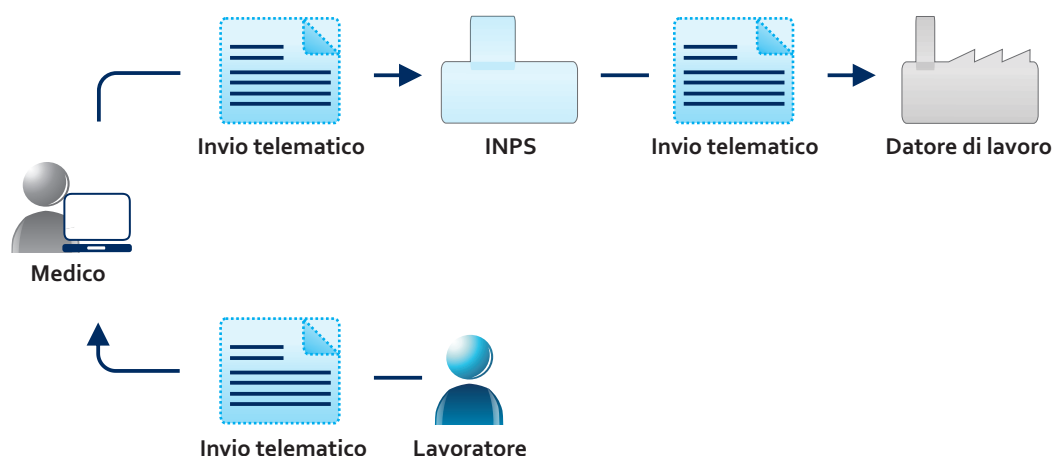 Invio telematico
INPS
Invio telematico
Datore di lavoro
Medico
Invio telematico
Lavoratore